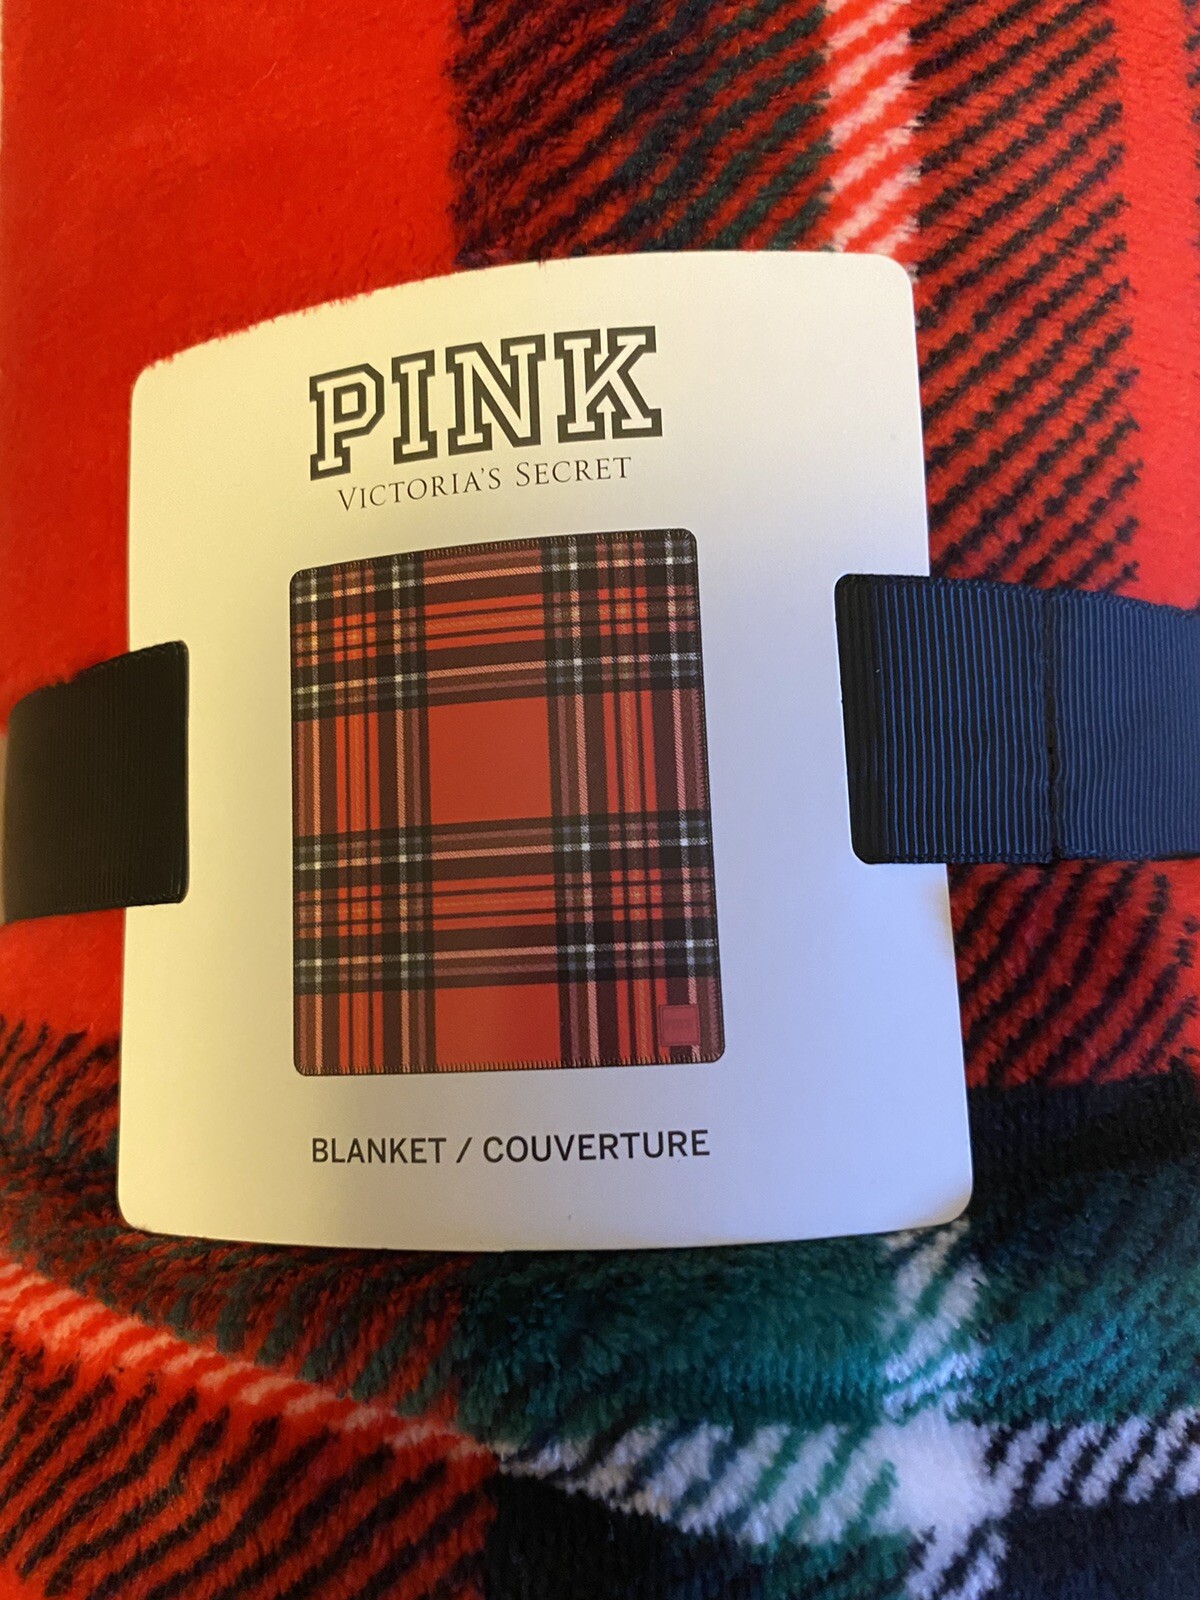 PINK
VICTORIA'S SECRET
BLANKET / COUVERTURE